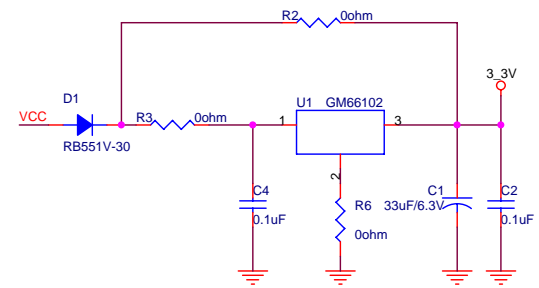 R2 0ohm
3_3V
D1
VCC
R3 0ohm
U1 GM66102
1
3
RB551V-30
2
C4
0.1uF
R6
0ohm
C1
33uF/6.3V
C2
0.1uF